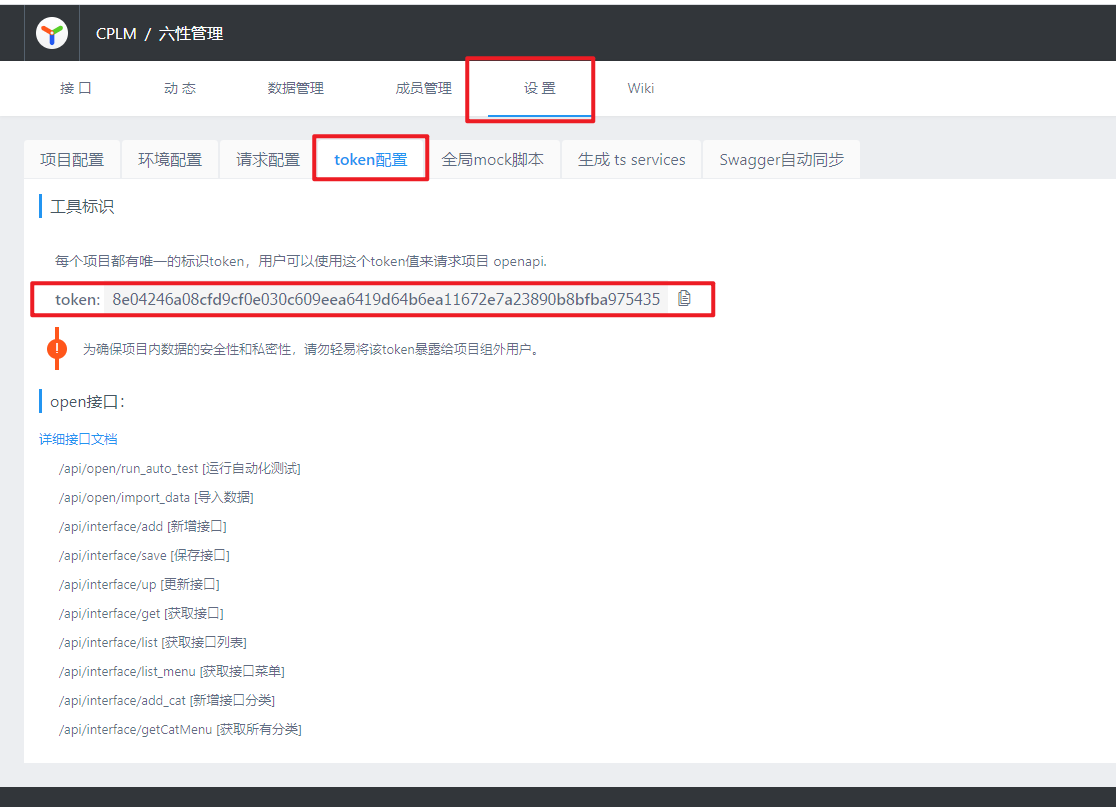 CPLM / 六性管理
接 口 动 态 数据管理 成员管理 设 置 Wiki
项目配置 环境配置 请求配置 token配置 全局mock脚本 生成 ts services Swagger自动同步
工具标识
每个项目都有唯一的标识token，用户可以使用这个token值来请求项目 openapi.
token: 8e04246a08cfd9cf0e030c609eea6419d64b6ea11672e7a23890b8bfba975435
为确保项目内数据的安全性和私密性，请勿轻易将该token暴露给项目组外用户。
open接口：
详细接口文档
/api/open/run_auto_test [运行自动化测试]
/api/open/import_data [导入数据]
/api/interface/add [新增接口]
/api/interface/save [保存接口]
/api/interface/up [更新接口]
/api/interface/get [获取接口]
/api/interface/list [获取接口列表]
/api/interface/list_menu [获取接口菜单]
/api/interface/add_cat [新增接口分类]
/api/interface/getCatMenu [获取所有分类]